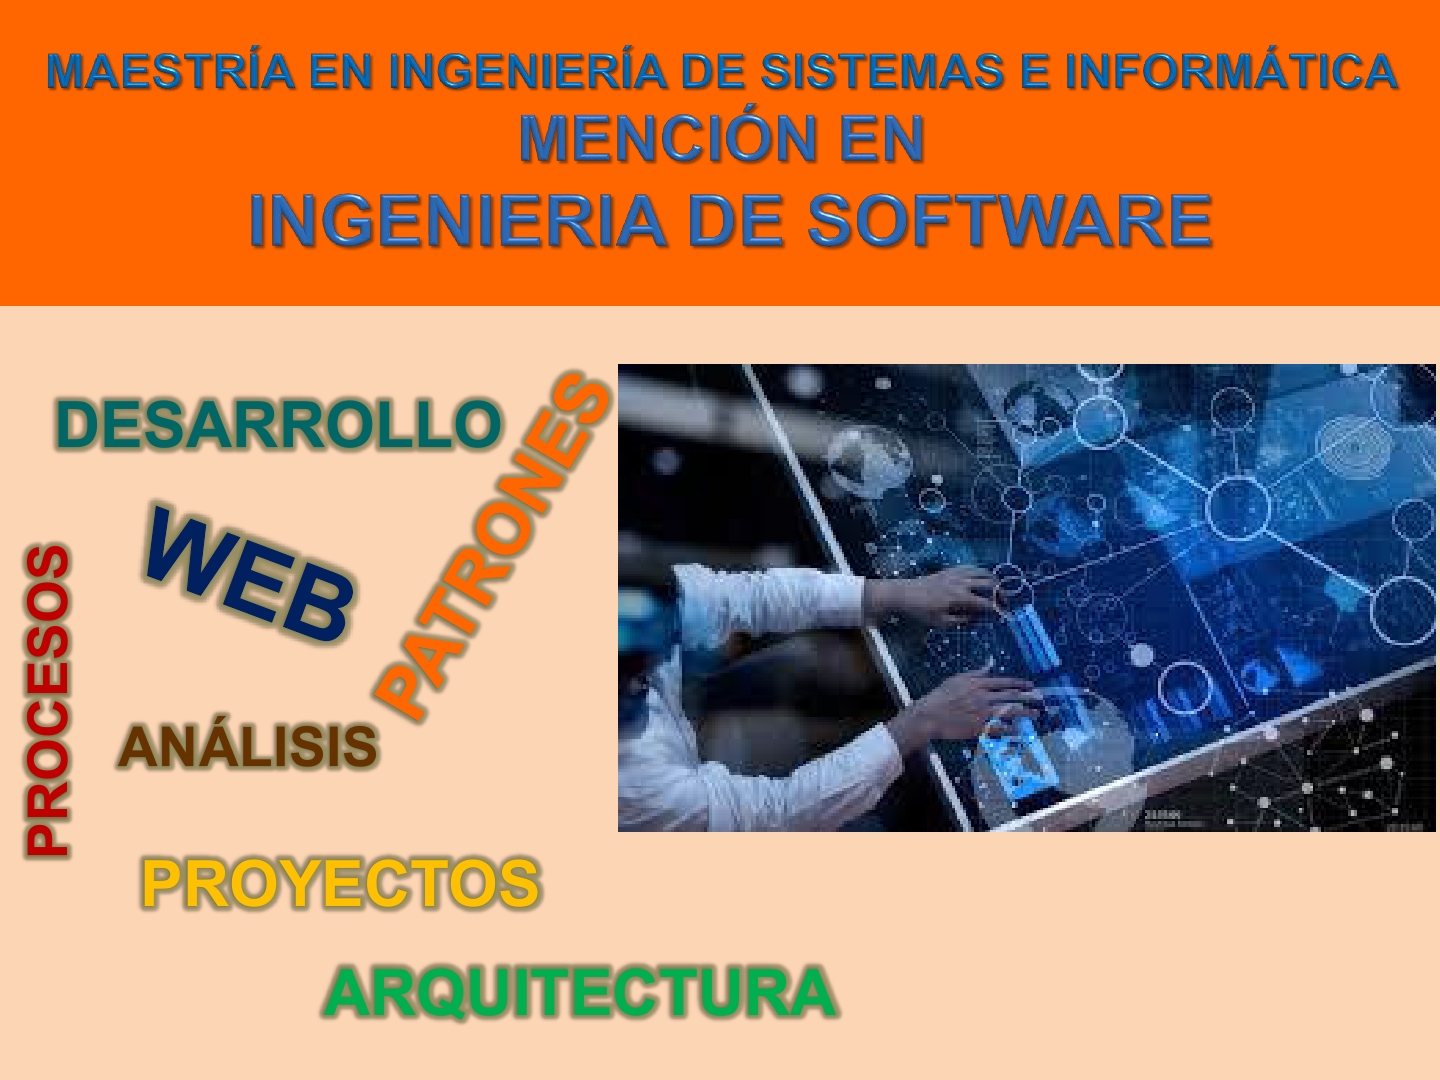 MAESTRÍA EN INGENIERÍA DE SISTEMAS E INFORMÁTICA
MENCIÓN EN
INGENIERIA DE SOFTWARE
DESARROLLO
PATRONES
WEB
PROCESOS
ANÁLISIS
PROYECTOS
ARQUITECTURA